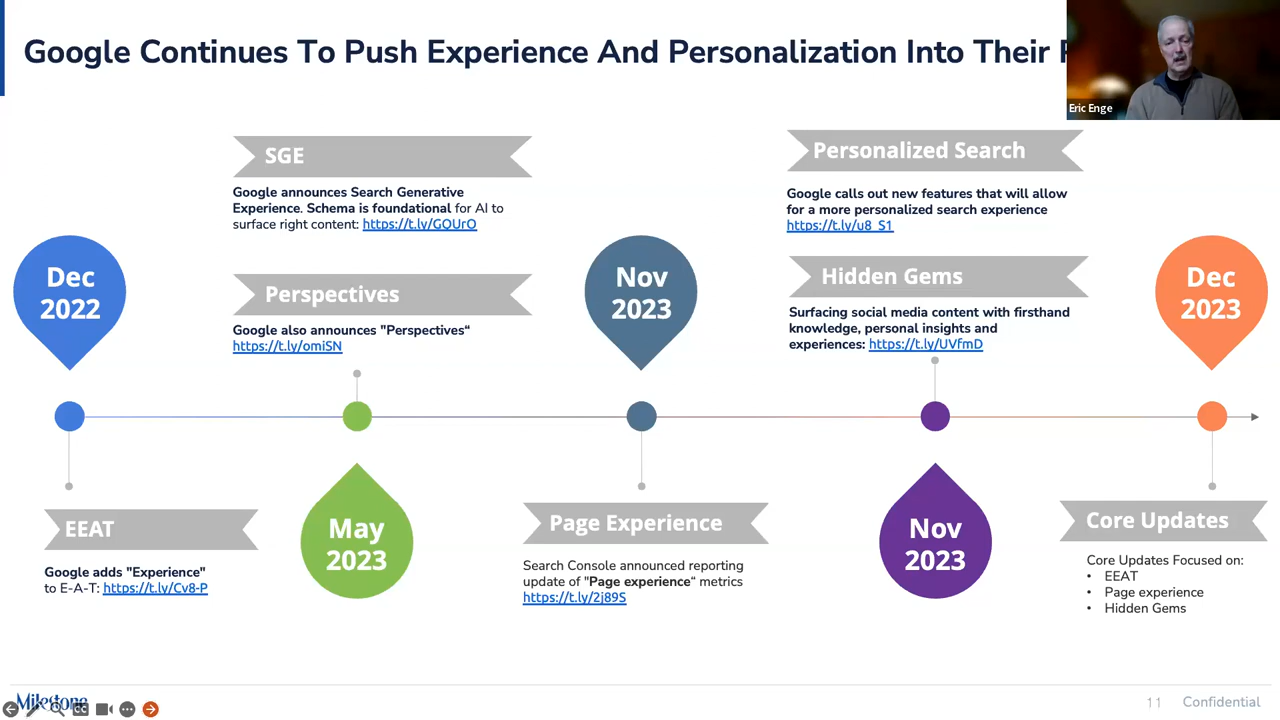 Google Continues To Push Experience And Personalization Into Their
Eric Enge
SGE
Google announces Search Generative
Experience. Schema is foundational for AI to
surface right content: https://t.ly/GOUrO
Perspectives
Google also announces "Perspectives“
https://t.ly/omiSN
Personalized Search
Google calls out new features that will allow
for a more personalized search experience
https://t.ly/u8_S1
Hidden Gems
Surfacing social media content with firsthand
knowledge, personal insights and
experiences: https://t.ly/UVfmD
Dec
2022
Nov
2023
Dec
2023
EEAT
Google adds "Experience"
to E-A-T: https://t.ly/Cv8-P
May
2023
Page Experience
Search Console announced reporting
update of "Page experience“ metrics
https://t.ly/2j89S
Nov
2023
Core Updates
Core Updates Focused on:
• EEAT
• Page experience
• Hidden Gems
Milestone
CC
11 Confidential